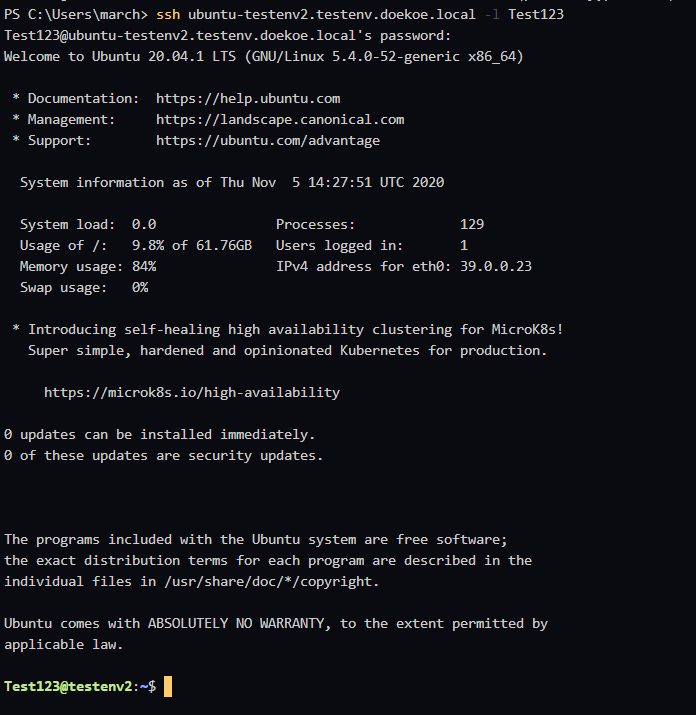 PS C:\Users\march> ssh ubuntu-testenv2.testenv.doekoe.local -l Test123
Test123@ubuntu-testenv2.testenv.doekoe.local's password:
Welcome to Ubuntu 20.04.1 LTS (GNU/Linux 5.4.0-52-generic x86_64)
* Documentation:  https://help.ubuntu.com
* Management:     https://landscape.canonical.com
* Support:        https://ubuntu.com/advantage
System information as of Thu Nov  5 14:27:51 UTC 2020
System load:  0.0               Processes:             129
Usage of /:   9.8% of 61.76GB   Users logged in:       1
Memory usage: 84%               IPv4 address for eth0: 39.0.0.23
Swap usage:   0%
* Introducing self-healing high availability clustering for MicroK8s!
Super simple, hardened and opinionated Kubernetes for production.
https://microk8s.io/high-availability
0 updates can be installed immediately.
0 of these updates are security updates.
The programs included with the Ubuntu system are free software;
the exact distribution terms for each program are described in the
individual files in /usr/share/doc/*/copyright.
Ubuntu comes with ABSOLUTELY NO WARRANTY, to the extent permitted by
applicable law.
Test123@testenv2:~$